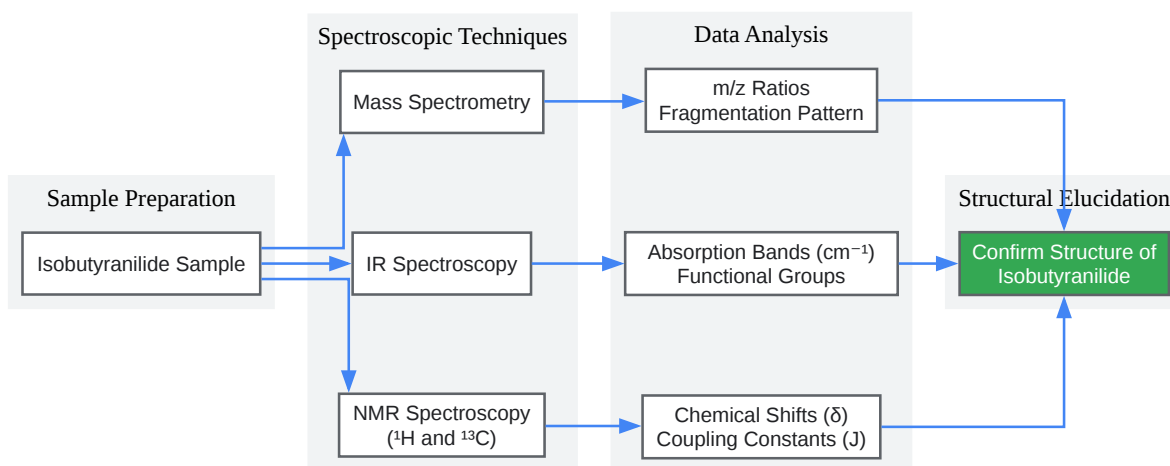 Spectroscopic Techniques
Data Analysis
Mass Spectrometry
m/z Ratios
Fragmentation Pattern
Sample Preparation
Structural Elucidation
Isobutyranilide Sample
IR Spectroscopy
Absorption Bands (cm⁻¹)
Functional Groups
Confirm Structure of
Isobutyranilide
NMR Spectroscopy
(¹H and ¹³C)
Chemical Shifts (δ)
Coupling Constants (J)